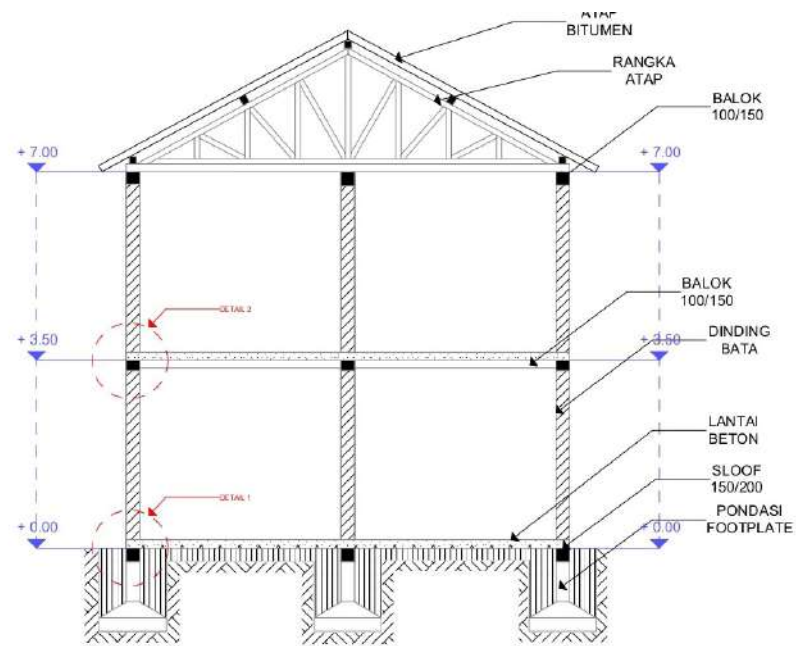 ATAP
BITUMEN
RANGKA
ATAP
BALOK
100/150
+ 7.00
+ 7.00
BALOK
100/150
DETAIL 2
DINDING
BATA
+ 3.50
+ 3.50
LANTAI
BETON
SLOOF
150/200
DETAIL 1
PONDASI
FOOTPLATE
+ 0.00
+ 0.00